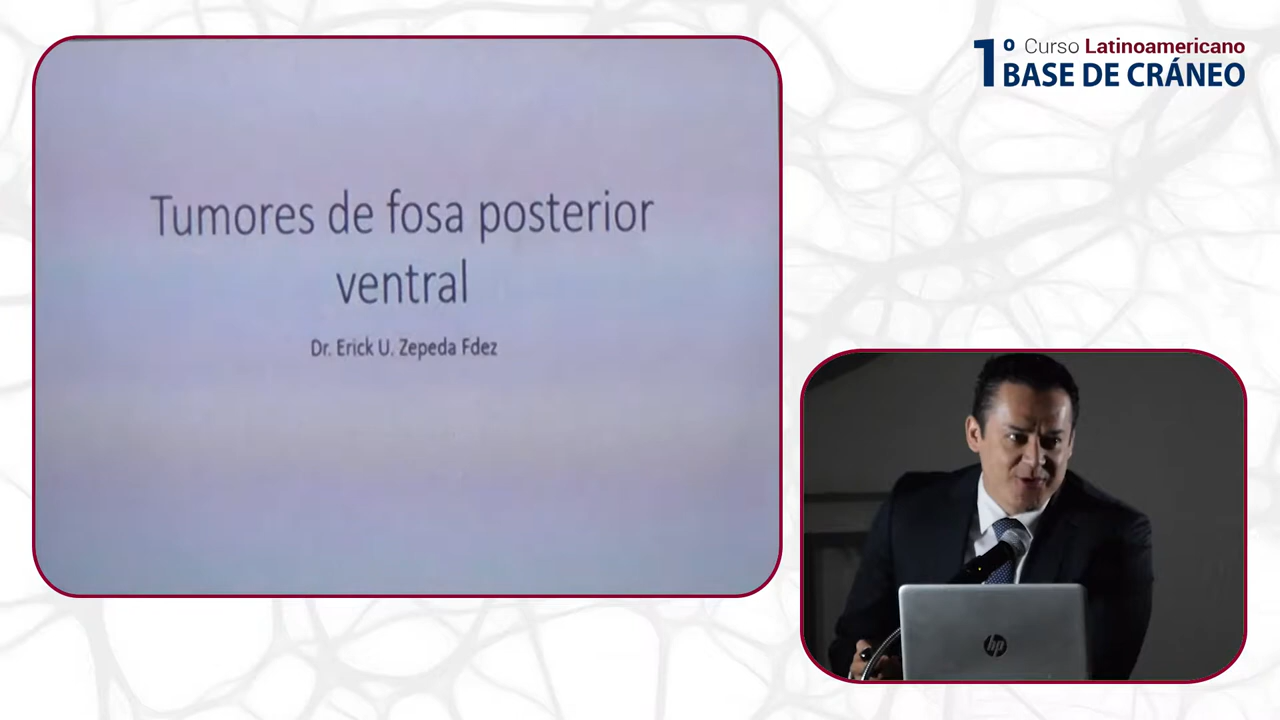 1º Curso Latinoamericano
BASE DE CRÁNEO
Tumores de fosa posterior
ventral
Dr. Erick U. Zepeda Fdez
hp